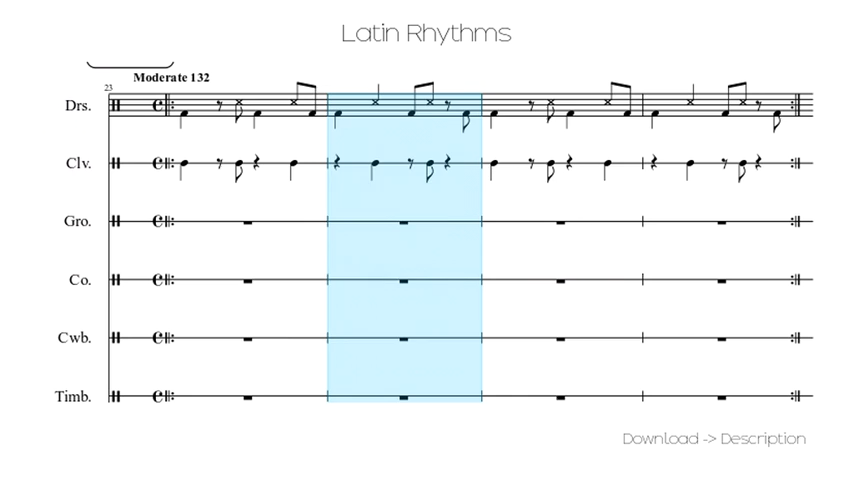 Latin Rhythms
Moderate 132
23
Drs.
Clv.
Gro.
Co.
Cwb.
Timb.
Download -> Description